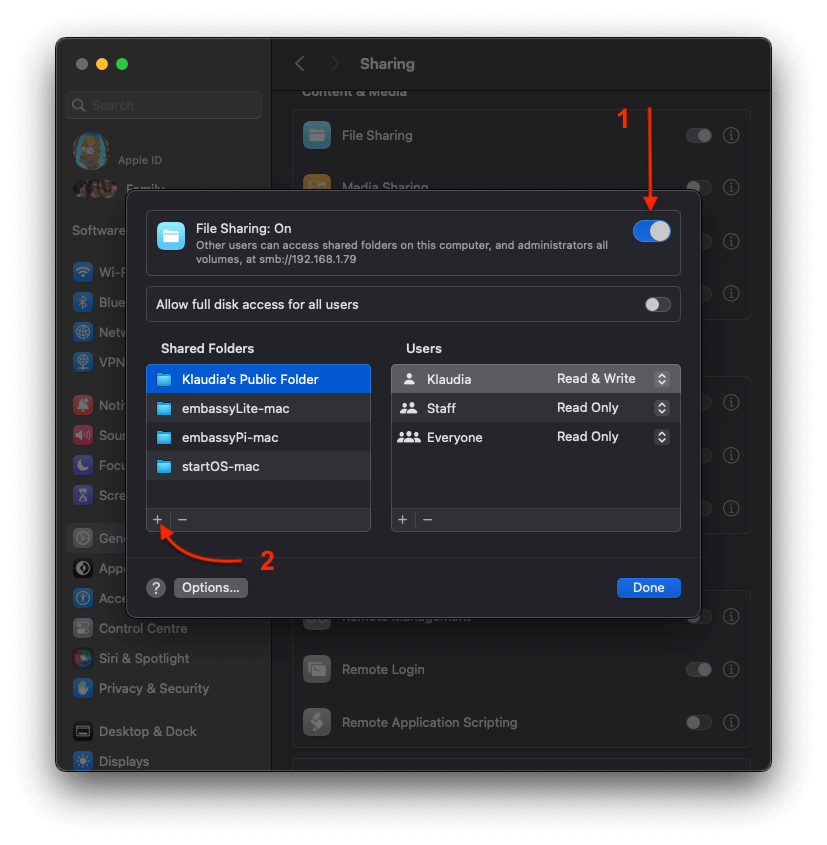 Sharing
Content & Media
Search
File Sharing
1
Apple ID
Media Sharing
Family
Software
File Sharing: On
Other users can access shared folders on this computer, and administrators all
volumes, at smb://192.168.1.79
Wi-F
Blue
Allow full disk access for all users
Netw
Shared Folders
Users
VPN
Klaudia's Public Folder
Klaudia
Read & Write
Noti
embassyLite-mac
Staff
Read Only
Soun
embassyPi-mac
Everyone
Read Only
Focu
startOS-mac
Scre
+ −
+ −
Gene
2
Appe
?
Options...
Done
Acce
Control Centre
Remote Management
Siri & Spotlight
Remote Login
Privacy & Security
Remote Application Scripting
Desktop & Dock
Displays